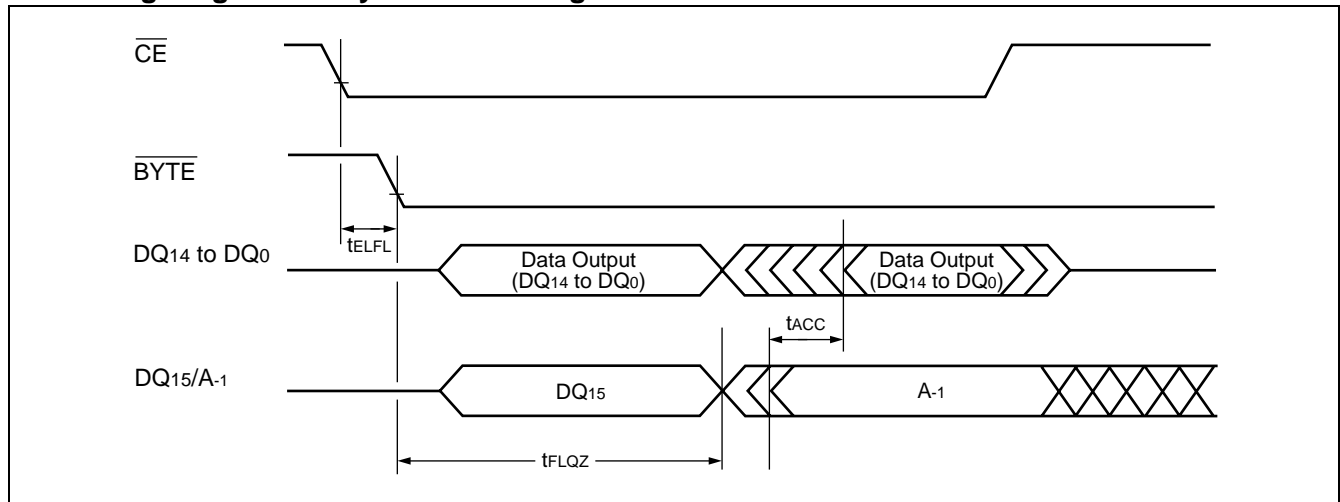 CE
BYTE
tELFL
DQ14 to DQ0
Data Output
(DQ14 to DQ0)
Data Output
(DQ14 to DQ0)
tACC
DQ15/A-1
DQ15
A-1
tFLQZ